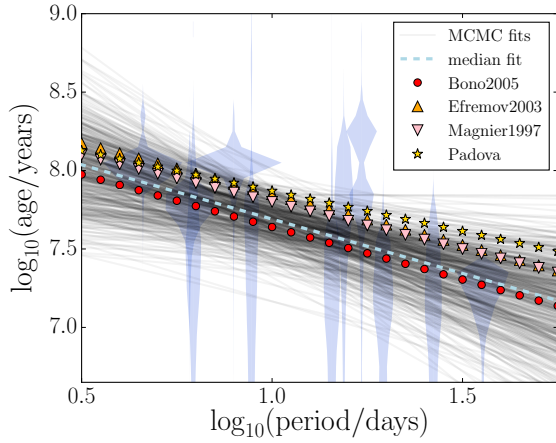 9.0
8.5
8.0
7.5
7.0
0.5
1.0
1.5
log₁₀(age/years)
log₁₀(period/days)
MCMC fits
median fit
Bono2005
Efremov2003
Magnier1997
Padova